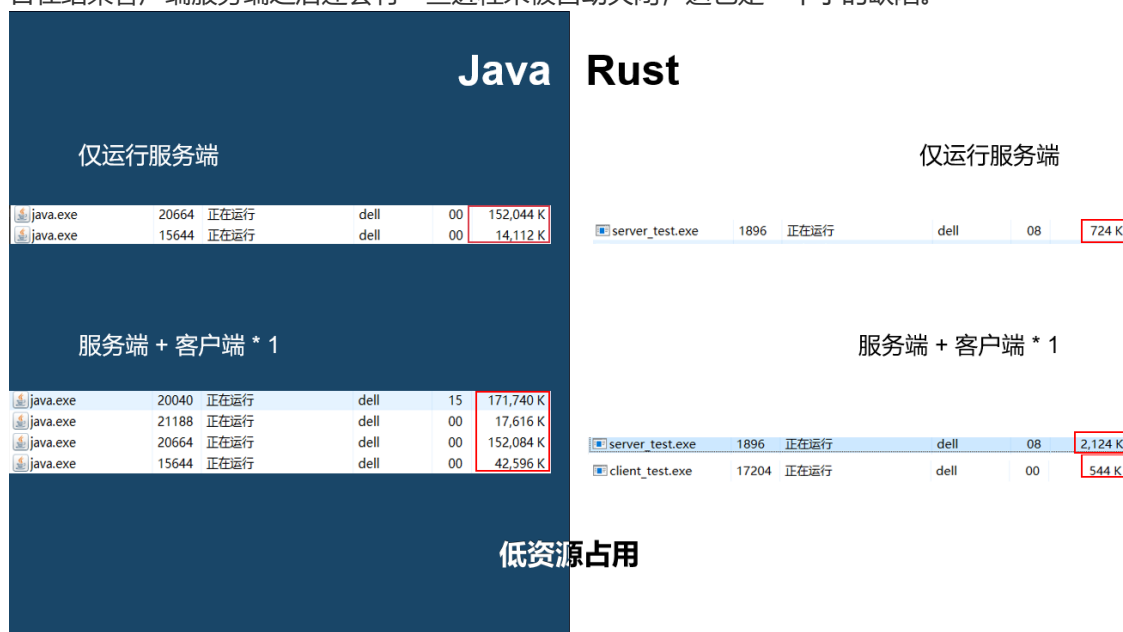 Java Rust
仅运行服务端
仅运行服务端
java.exe 20664 正在运行 dell 00 152,044 K
java.exe 15644 正在运行 dell 00 14,112 K
server_test.exe 1896 正在运行 dell 08 724 K
服务端 + 客户端 * 1
服务端 + 客户端 * 1
java.exe 20040 正在运行 dell 15 171,740 K
java.exe 21188 正在运行 dell 00 17,616 K
java.exe 20664 正在运行 dell 00 152,084 K
java.exe 15644 正在运行 dell 00 42,596 K
server_test.exe 1896 正在运行 dell 08 2,124 K
client_test.exe 17204 正在运行 dell 00 544 K
低资源占用